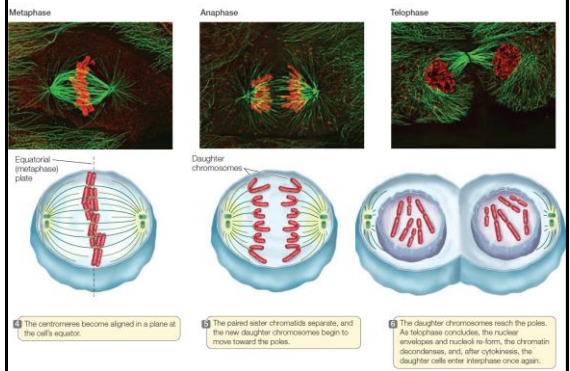 Metaphase
Anaphase
Telophase
Equatorial
(metaphase)
plate
Daughter
chromosomes
4 The centromeres become aligned in a plane at
the cell's equator.
5 The paired sister chromatids separate, and
the new daughter chromosomes begin to
move toward the poles.
6 The daughter chromosomes reach the poles.
As telophase concludes, the nuclear
envelopes and nucleoli re-form, the chromatin
decondenses, and, after cytokinesis, the
daughter cells enter interphase once again.